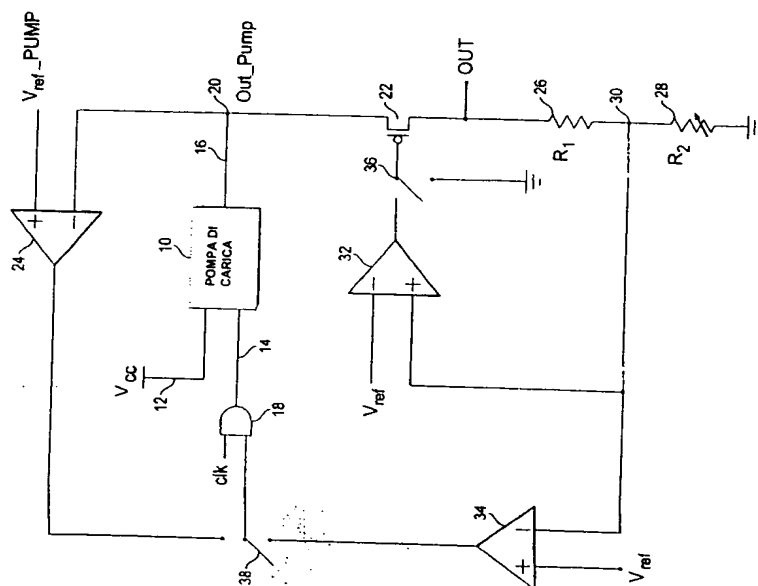 V_ref_PUMP
24
+
−
Out_Pump
20
16
10
POMPA DI
CARICA
V_CC
12
14
clk
18
22
OUT
36
32
−
+
V_ref
26
R_1
30
28
R_2
38
34
+
−
V_ref